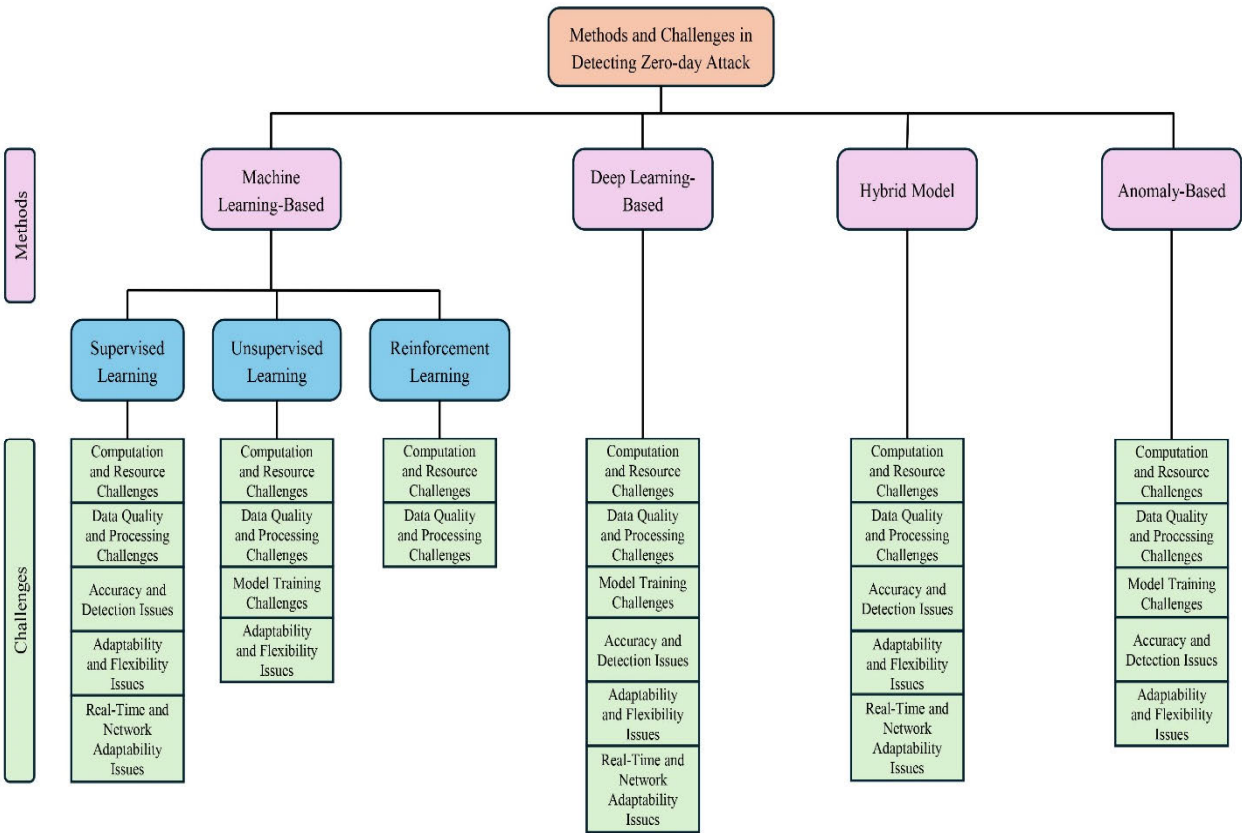 Methods and Challenges in
Detecting Zero-day Attack
Methods
Machine
Learning-Based
Deep Learning-
Based
Hybrid Model
Anomaly-Based
Supervised
Learning
Unsupervised
Learning
Reinforcement
Learning
Challenges
Computation
and Resource
Challenges
Data Quality
and Processing
Challenges
Accuracy and
Detection Issues
Adaptability
and Flexibility
Issues
Real-Time and
Network
Adaptability
Issues
Computation
and Resource
Challenges
Data Quality
and Processing
Challenges
Model Training
Challenges
Adaptability
and Flexibility
Issues
Computation
and Resource
Challenges
Data Quality
and Processing
Challenges
Computation
and Resource
Challenges
Data Quality
and Processing
Challenges
Model Training
Challenges
Accuracy and
Detection Issues
Adaptability
and Flexibility
Issues
Real-Time and
Network
Adaptability
Issues
Computation
and Resource
Challenges
Data Quality
and Processing
Challenges
Accuracy and
Detection Issues
Adaptability
and Flexibility
Issues
Real-Time and
Network
Adaptability
Issues
Computation
and Resource
Challenges
Data Quality
and Processing
Challenges
Model Training
Challenges
Accuracy and
Detection Issues
Adaptability
and Flexibility
Issues